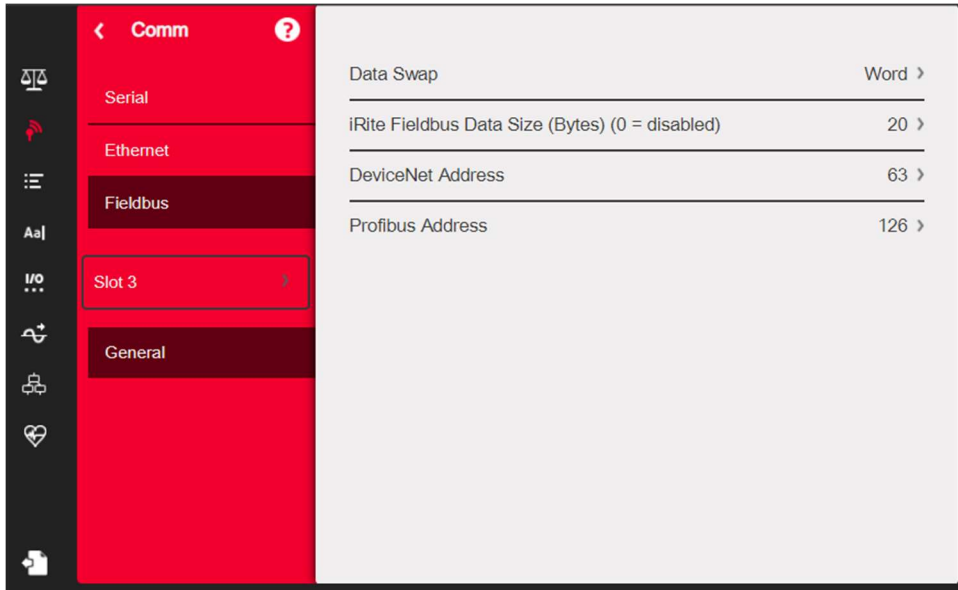 Comm ?
Serial
Ethernet
Fieldbus
Slot 3
General
Aa
I/O
Data Swap Word
iRite Fieldbus Data Size (Bytes) (0 = disabled) 20
DeviceNet Address 63
Profibus Address 126